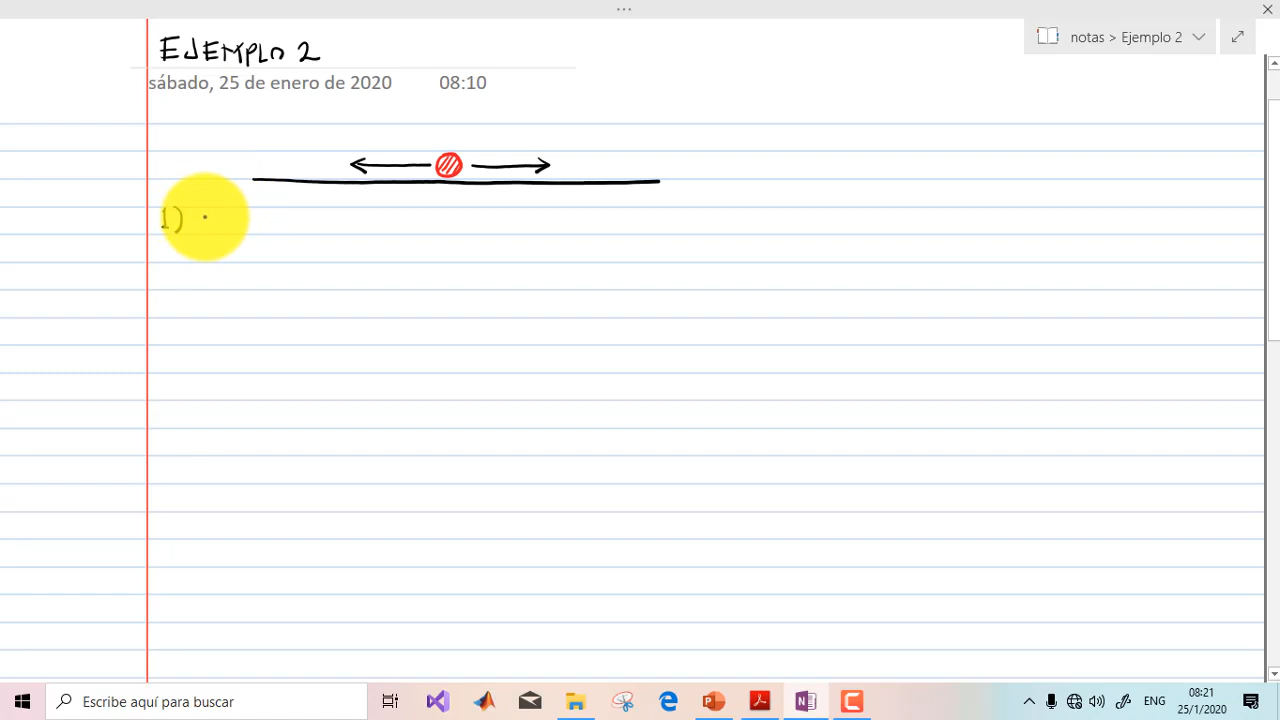 notas > Ejemplo 2
EJEMPLO 2
sábado, 25 de enero de 2020 08:10
1)
Escribe aquí para buscar
ENG
08:21
25/1/2020